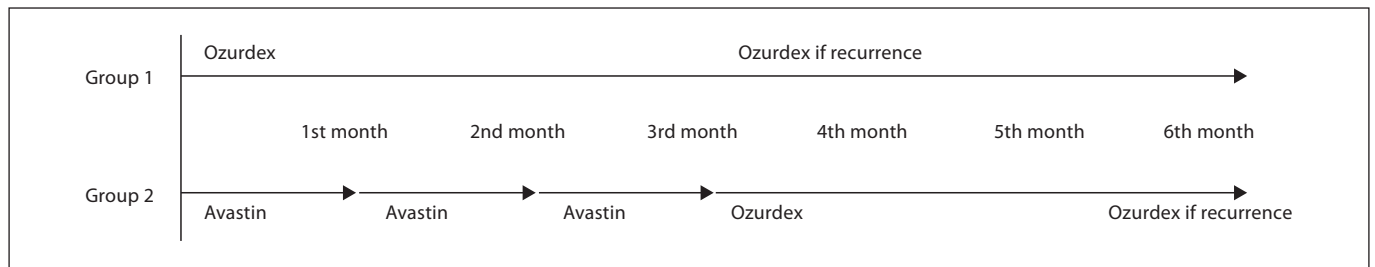 Ozurdex Ozurdex if recurrence
Group 1
1st month 2nd month 3rd month 4th month 5th month 6th month
Group 2
Avastin Avastin Avastin Ozurdex Ozurdex if recurrence